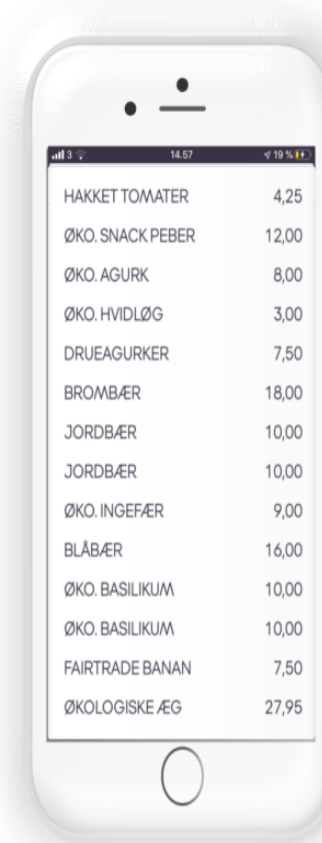 3 14.57 19 %
HAKKET TOMATER 4,25
ØKO. SNACK PEBER 12,00
ØKO. AGURK 8,00
ØKO. HVIDLØG 3,00
DRUEAGURKER 7,50
BROMBÆR 18,00
JORDBÆR 10,00
JORDBÆR 10,00
ØKO. INGEFÆR 9,00
BLÅBÆR 16,00
ØKO. BASILIKUM 10,00
ØKO. BASILIKUM 10,00
FAIRTRADE BANAN 7,50
ØKOLOGISKE ÆG 27,95